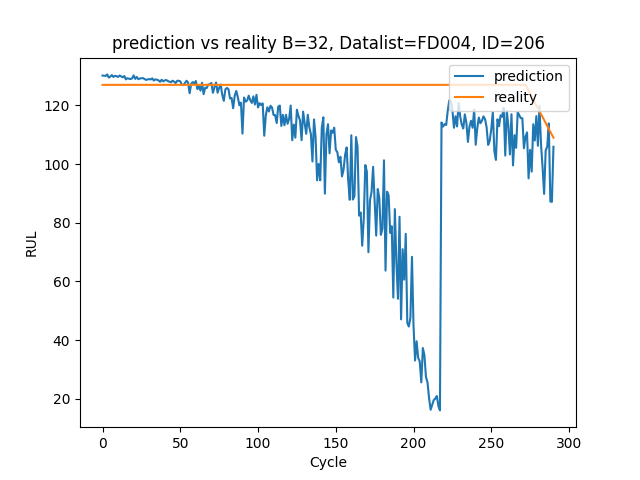 prediction vs reality B=32, Datalist=FD004, ID=206
prediction
reality
RUL
120
100
80
60
40
20
0 50 100 150 200 250 300
Cycle